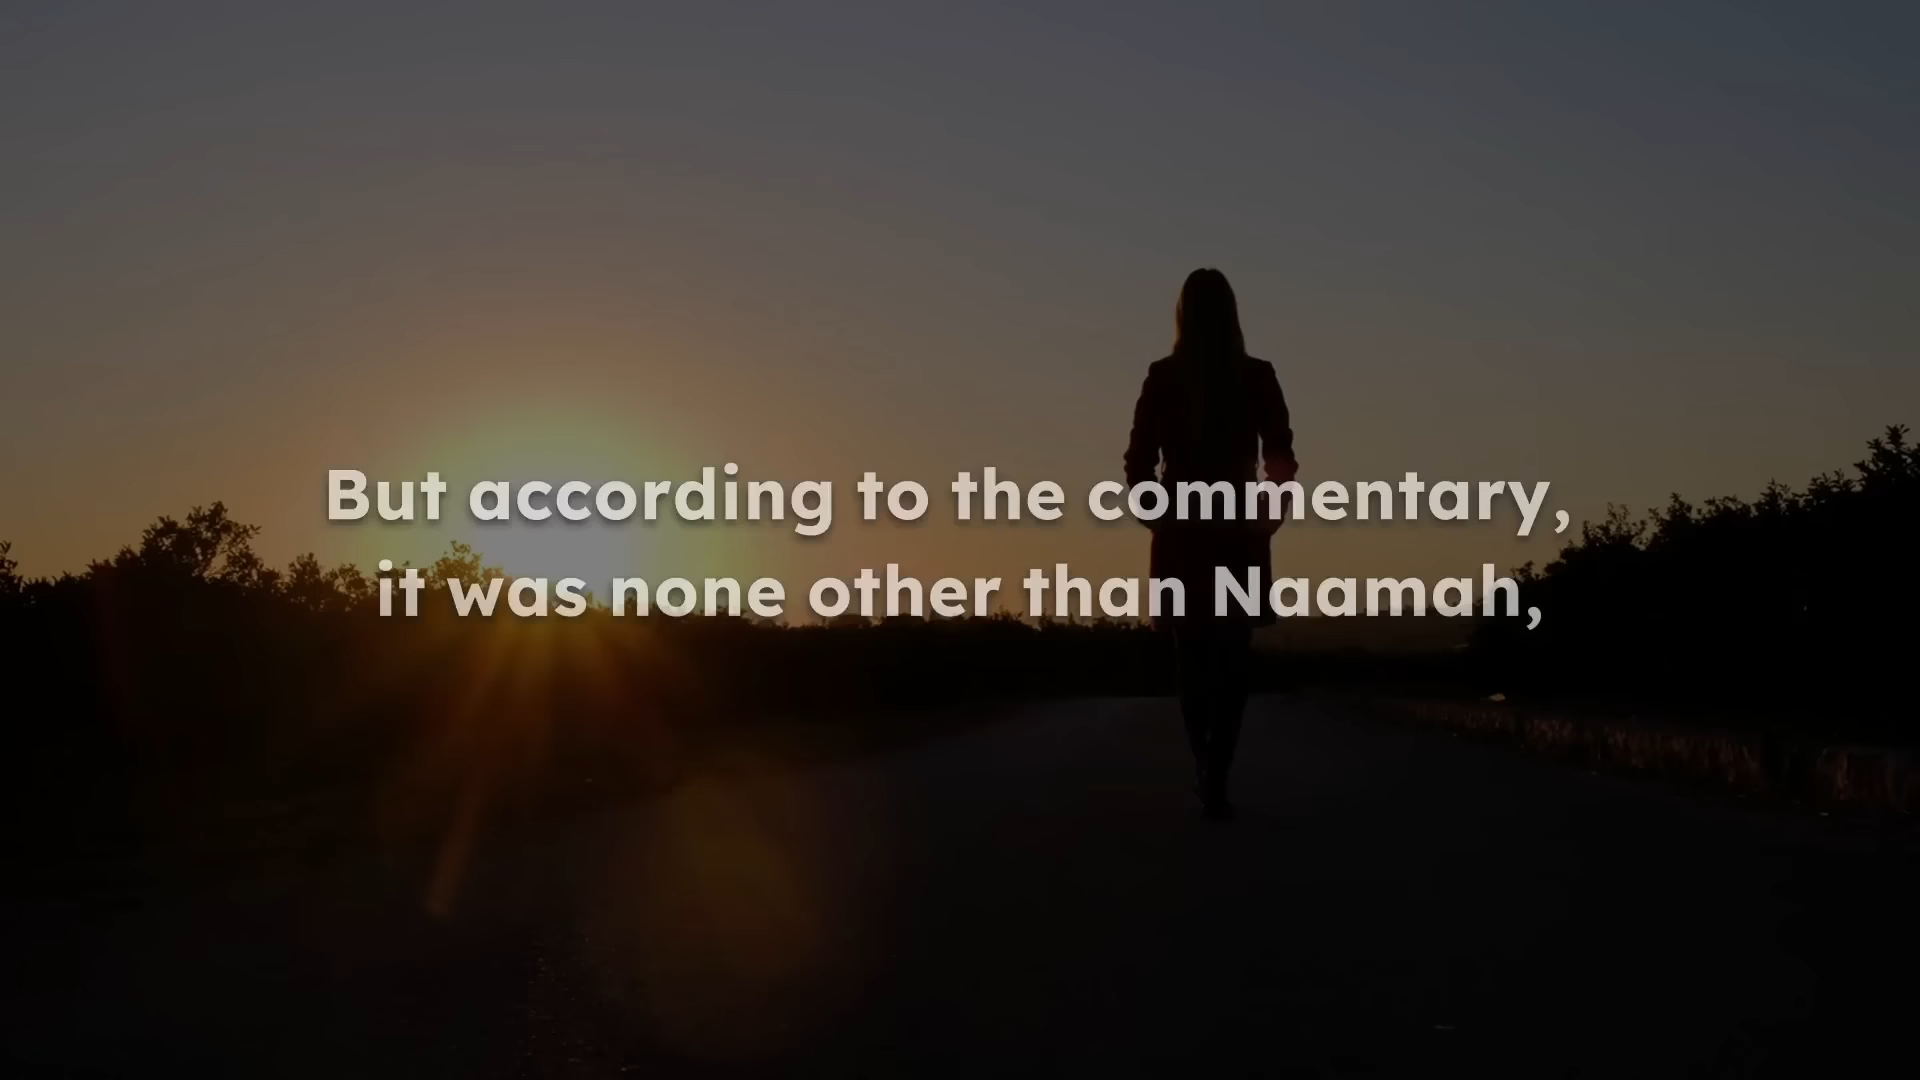 But according to the commentary,
it was none other than Naamah,